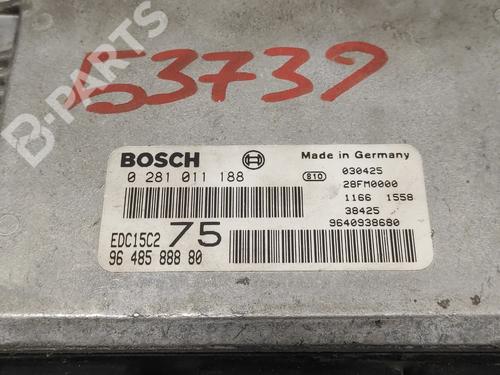 B-PARTS
53739
BOSCH
Made in Germany
0 281 011 188
810
030425
28FM0000
1166 1558
38425
9640938680
EDC15C2 75
96 485 888 80